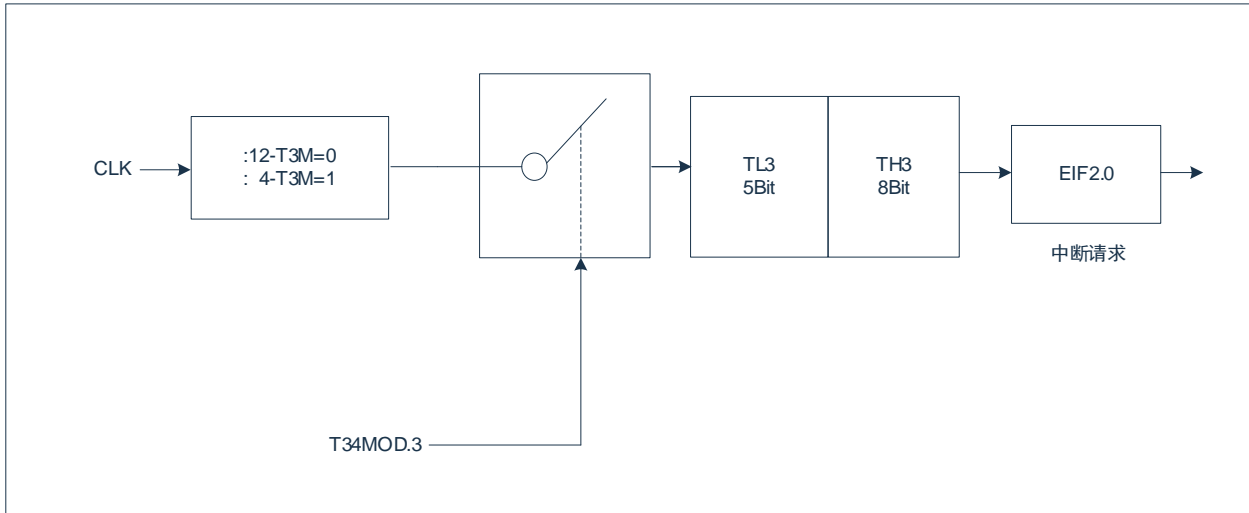 CLK
:12-T3M=0
: 4-T3M=1
TL3
5Bit
TH3
8Bit
EIF2.0
中断请求
T34MOD.3